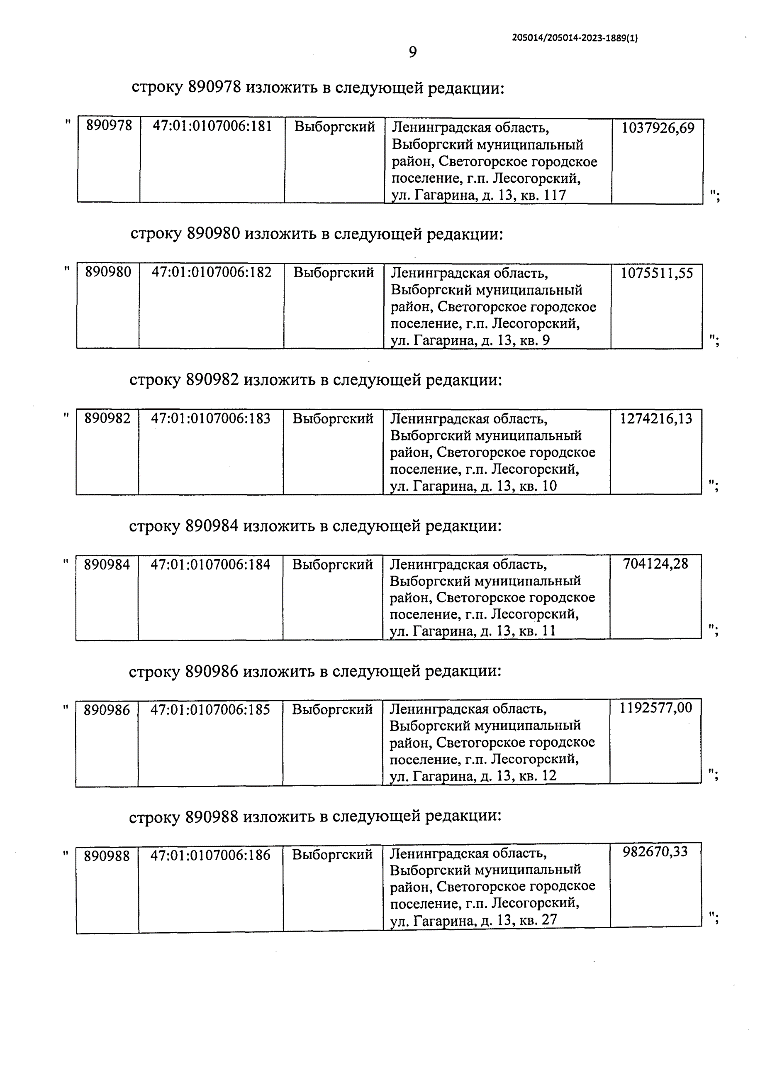 205014/205014-2023-1889(1)
9
строку 890978 изложить в следующей редакции:
" 890978 47:01:0107006:181 Выборгский Ленинградская область, 1037926,69
Выборгский муниципальный
район, Светогорское городское
поселение, г.п. Лесогорский,
ул. Гагарина, д. 13, кв. 117 ";
строку 890980 изложить в следующей редакции:
" 890980 47:01:0107006:182 Выборгский Ленинградская область, 1075511,55
Выборгский муниципальный
район, Светогорское городское
поселение, г.п. Лесогорский,
ул. Гагарина, д. 13, кв. 9 ";
строку 890982 изложить в следующей редакции:
" 890982 47:01:0107006:183 Выборгский Ленинградская область, 1274216,13
Выборгский муниципальный
район, Светогорское городское
поселение, г.п. Лесогорский,
ул. Гагарина, д. 13, кв. 10 ";
строку 890984 изложить в следующей редакции:
" 890984 47:01:0107006:184 Выборгский Ленинградская область, 704124,28
Выборгский муниципальный
район, Светогорское городское
поселение, г.п. Лесогорский,
ул. Гагарина, д. 13, кв. 11 ";
строку 890986 изложить в следующей редакции:
" 890986 47:01:0107006:185 Выборгский Ленинградская область, 1192577,00
Выборгский муниципальный
район, Светогорское городское
поселение, г.п. Лесогорский,
ул. Гагарина, д. 13, кв. 12 ";
строку 890988 изложить в следующей редакции:
" 890988 47:01:0107006:186 Выборгский Ленинградская область, 982670,33
Выборгский муниципальный
район, Светогорское городское
поселение, г.п. Лесогорский,
ул. Гагарина, д. 13, кв. 27 ";